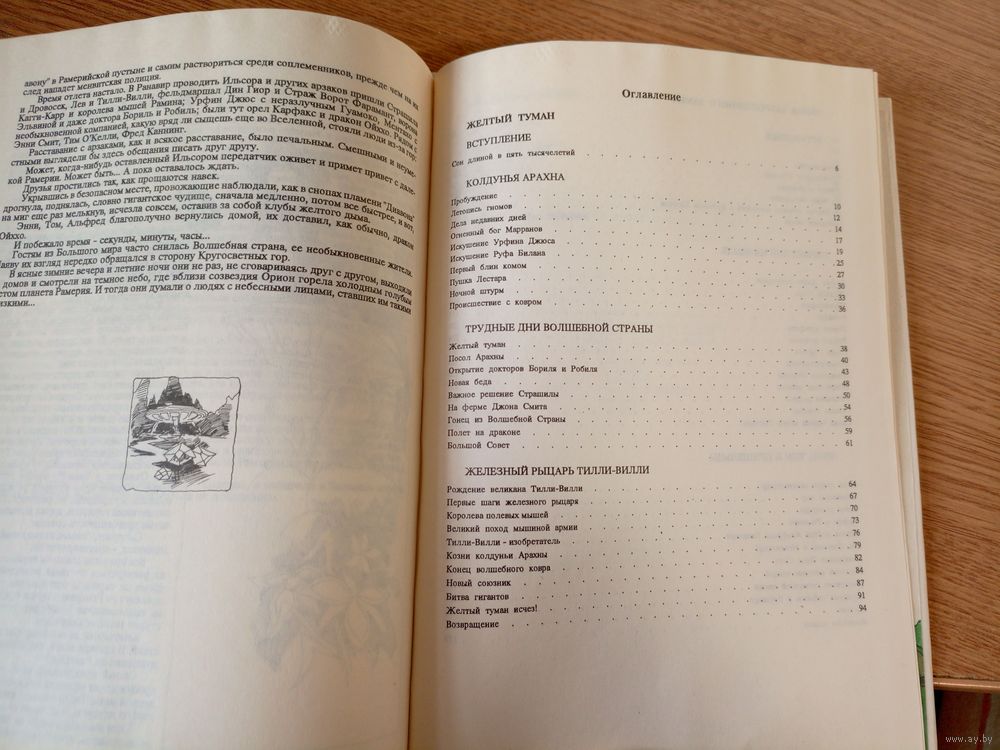 авону" в Рамерийской пустыне и самим раствориться среди соплеменников, прежде чем на их
след нападет менвитская полиция.
Время отлета настало. В Ранавир проводить Ильсора и других арзаков пришли Страшила
и Дровосек, Лев и Тилли-Вилли, фельдмаршал Дин Гиор и Страж Ворот Фарамант, ворона
Кагги-Карр и королева мышей Рамина; Урфин Джюс с неразлучным Гуамоко, Ментахо с
Эльвиной и даже доктора Бориль и Робиль; были тут орел Карфакс и дракон Ойххо. Рядом с
необыкновенной компанией, какую вряд ли сыщешь еще во Вселенной, стояли люди из-за гор:
Энни Смит, Тим О'Келли, Фред Каннинг.
Расставание с арзаками, как и всякое расставание, было печальным. Смешными и неуме-
стными выглядели бы здесь обещания писать друг другу.
Может, когда-нибудь оставленный Ильсором передатчик оживет и примет привет с дале-
кой Рамерии. Может быть... А пока оставалось ждать.
Друзья простились так, как прощаются навек.
Укрывшись в безопасном месте, провожающие наблюдали, как в снопах пламени "Диавона"
дрогнула, поднялась, словно гигантское чудище, сначала медленно, потом все быстрее, и вот,
на миг еще раз мелькнув, исчезла совсем, оставив за собой клубы желтого дыма.
Энни, Том, Альфред благополучно вернулись домой, их доставил, как обычно, дракон
Ойххо.
И побежало время - секунды, минуты, часы...
Гостям из Большого мира часто снилась Волшебная страна, ее необыкновенные жители.
Наяву их взгляд нередко обращался в сторону Кругосветных гор.
В ясные зимние вечера и летние ночи они не раз, не сговариваясь друг с другом, выходили
домов и смотрели на темное небо, где вблизи созвездия Орион горела холодным голубым
етом планета Рамерия. И тогда они думали о людях с небесными лицами, ставших им такими
изкими...
Оглавление
ЖЕЛТЫЙ ТУМАН
ВСТУПЛЕНИЕ
Сон длиной в пять тысячелетий . . . 6
КОЛДУНЬЯ АРАХНА
Пробуждение . . . 10
Летопись гномов . . . 12
Дела недавних дней . . . 14
Огненный бог Марранов . . . 17
Искушение Урфина Джюса . . . 19
Искушение Руфа Билана . . . 25
Первый блин комом . . . 27
Пушка Лестара . . . 30
Ночной штурм . . . 33
Происшествие с ковром . . . 36
ТРУДНЫЕ ДНИ ВОЛШЕБНОЙ СТРАНЫ
Желтый туман . . . 38
Посол Арахны . . . 40
Открытие докторов Бориля и Робиля . . . 43
Новая беда . . . 48
Важное решение Страшилы . . . 50
На ферме Джона Смита . . . 54
Гонец из Волшебной Страны . . . 56
Полет на драконе . . . 59
Большой Совет . . . 61
ЖЕЛЕЗНЫЙ РЫЦАРЬ ТИЛЛИ-ВИЛЛИ
Рождение великана Тилли-Вилли . . . 64
Первые шаги железного рыцаря . . . 67
Королева полевых мышей . . . 70
Великий поход мышиной армии . . . 73
Тилли-Вилли - изобретатель . . . 76
Козни колдуньи Арахны . . . 79
Конец волшебного ковра . . . 82
Новый союзник . . . 84
Битва гигантов . . . 87
Желтый туман исчез! . . . 91
Возвращение . . . 94
www.ay.by